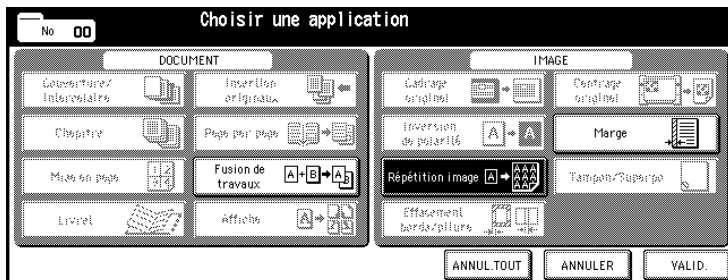 No 00
Choisir une application
DOCUMENT
IMAGE
Couverture/
Intercalaire
Insertion
originaux
Cadrage
original
Centrage
original
Chapitre
Page par page
Inversion
de polarité
Marge
Mise en page
Fusion de
travaux
Répétition image
Tampon/Superpo
Livret
Affiche
Effacement
bords/pliure
ANNUL.TOUT
ANNULER
VALID.